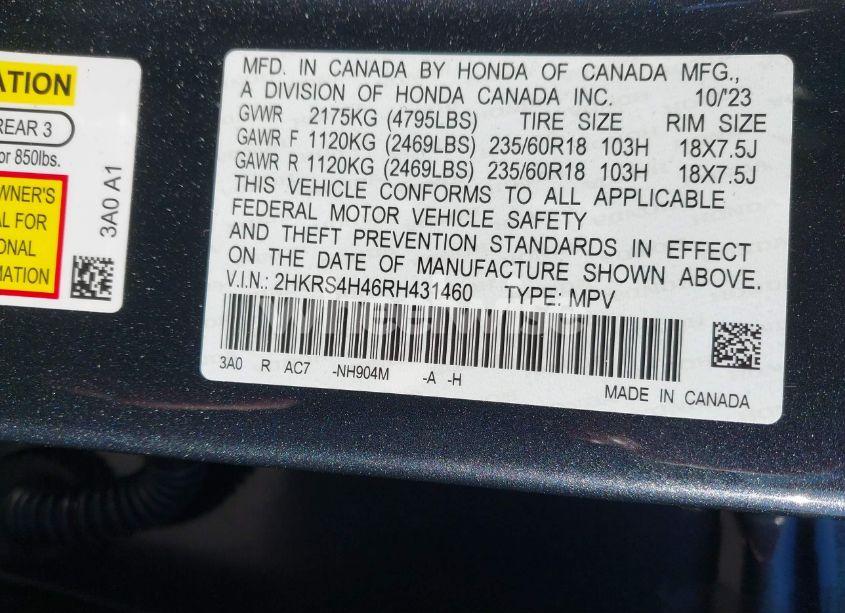 ATION
REAR 3
or 850lbs.
OWNER'S
AL FOR
ONAL
MATION
3A0 A1
MFD. IN CANADA BY HONDA OF CANADA MFG.,
A DIVISION OF HONDA CANADA INC. 10/'23
GVWR 2175KG (4795LBS) TIRE SIZE RIM SIZE
GAWR F 1120KG (2469LBS) 235/60R18 103H 18X7.5J
GAWR R 1120KG (2469LBS) 235/60R18 103H 18X7.5J
THIS VEHICLE CONFORMS TO ALL APPLICABLE
FEDERAL MOTOR VEHICLE SAFETY
AND THEFT PREVENTION STANDARDS IN EFFECT
ON THE DATE OF MANUFACTURE SHOWN ABOVE.
V.I.N.: 2HKRS4H46RH431460 TYPE: MPV
3A0 R AC7 -NH904M -A -H
MADE IN CANADA